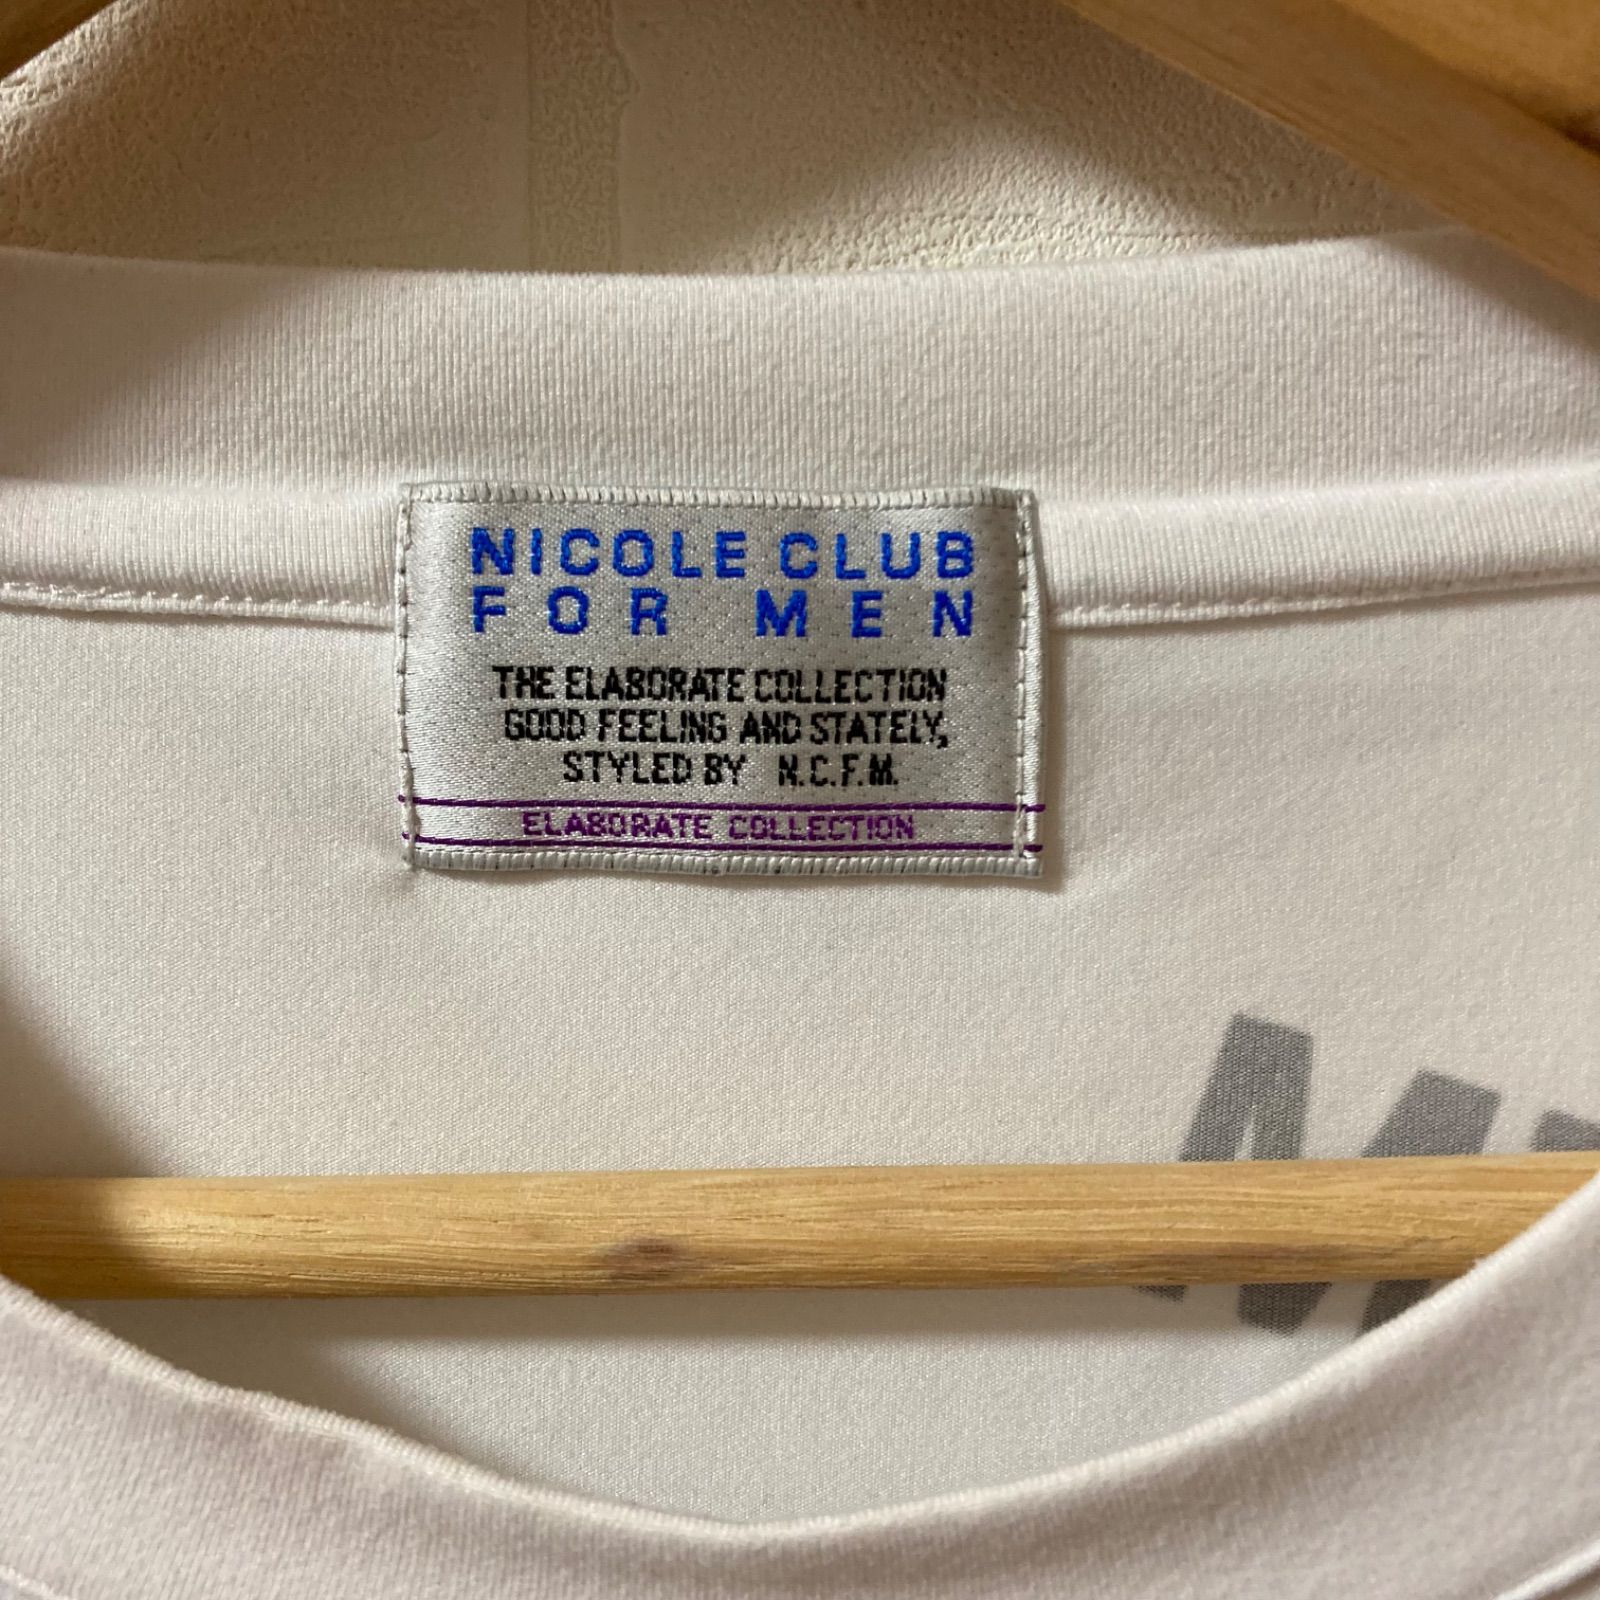 NICOLE CLUB
FOR MEN
THE ELABORATE COLLECTION
GOOD FEELING AND STATELY,
STYLED BY N.C.F.M.
ELABORATE COLLECTION